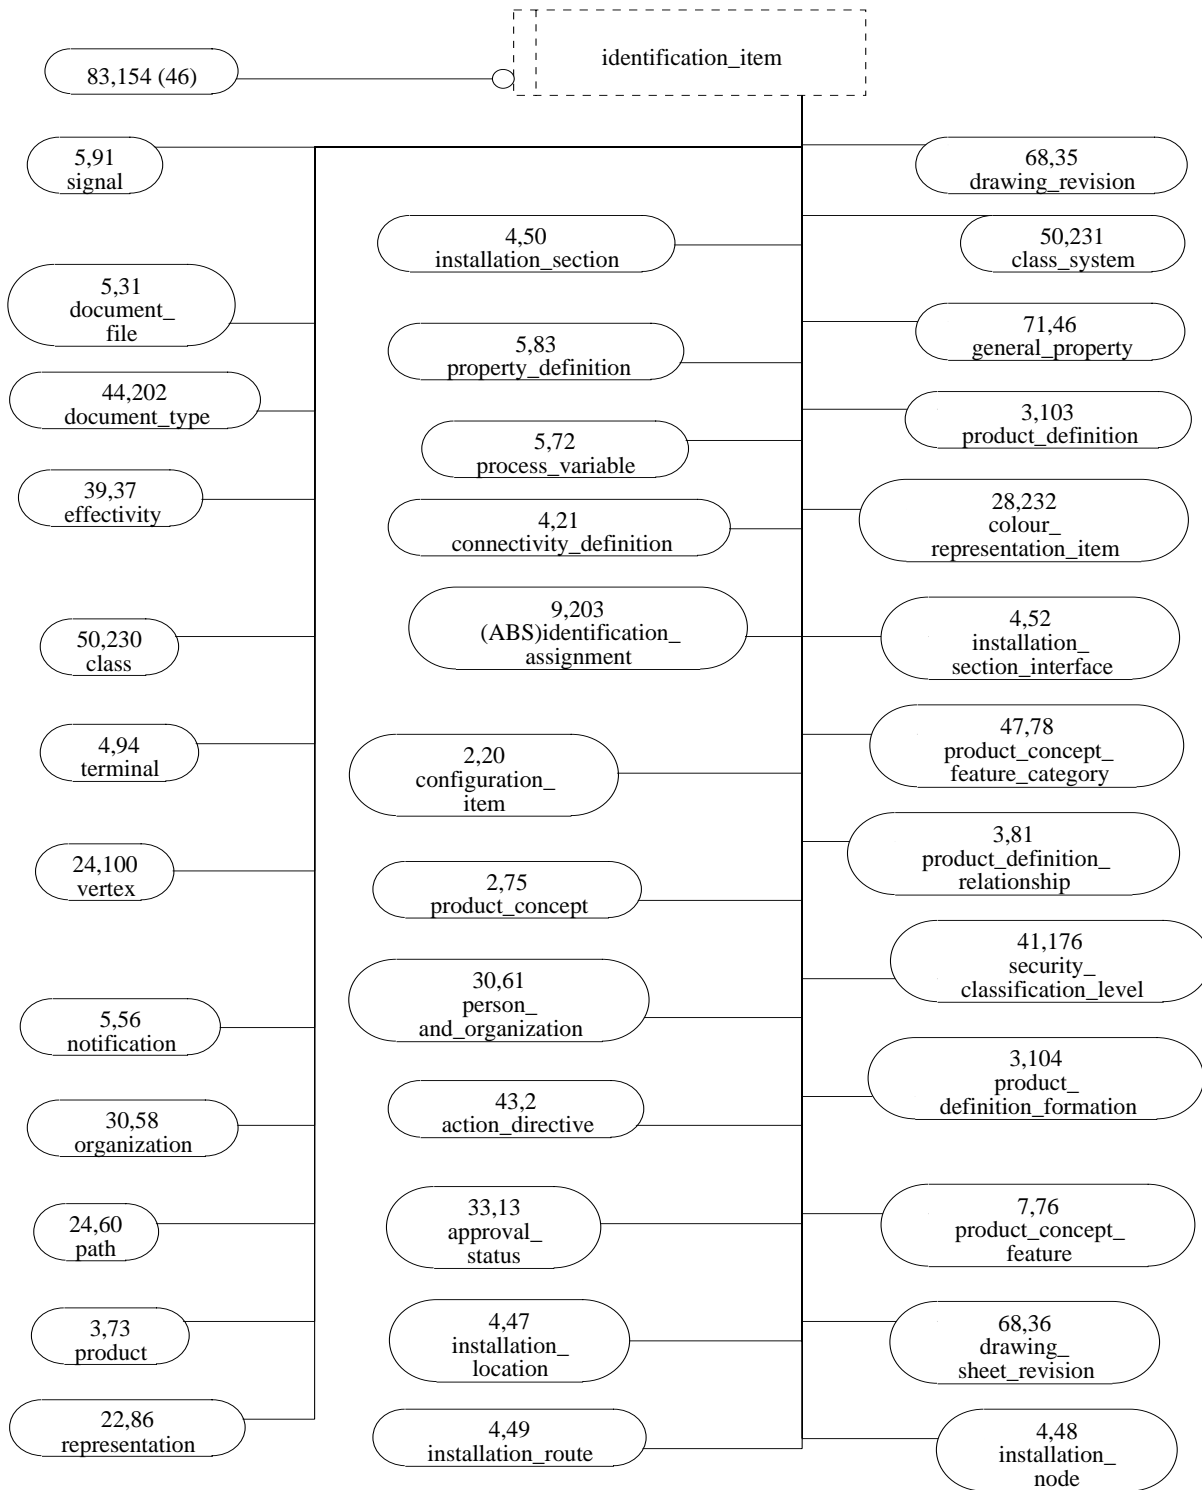 identification_item
83,154 (46)
5,91
signal
5,31
document_
file
44,202
document_type
39,37
effectivity
50,230
class
4,94
terminal
24,100
vertex
5,56
notification
30,58
organization
24,60
path
3,73
product
22,86
representation
4,50
installation_section
5,83
property_definition
5,72
process_variable
4,21
connectivity_definition
9,203
(ABS)identification_
assignment
2,20
configuration_
item
2,75
product_concept
30,61
person_
and_organization
43,2
action_directive
33,13
approval_
status
4,47
installation_
location
4,49
installation_route
68,35
drawing_revision
50,231
class_system
71,46
general_property
3,103
product_definition
28,232
colour_
representation_item
4,52
installation_
section_interface
47,78
product_concept_
feature_category
3,81
product_definition_
relationship
41,176
security_
classification_level
3,104
product_
definition_formation
7,76
product_concept_
feature
68,36
drawing_
sheet_revision
4,48
installation_
node